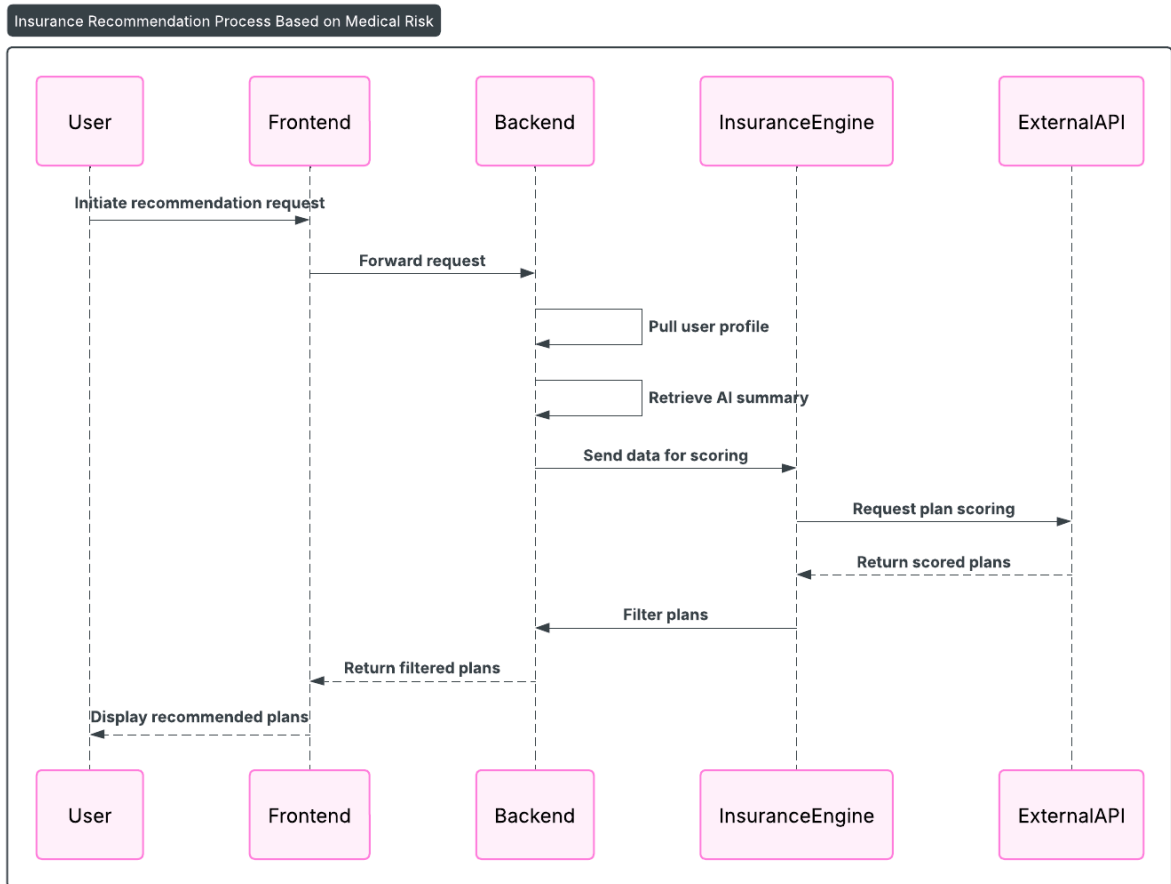 Insurance Recommendation Process Based on Medical Risk
User
Frontend
Backend
InsuranceEngine
ExternalAPI
Initiate recommendation request
Forward request
Pull user profile
Retrieve AI summary
Send data for scoring
Request plan scoring
Return scored plans
Filter plans
Return filtered plans
Display recommended plans
User
Frontend
Backend
InsuranceEngine
ExternalAPI